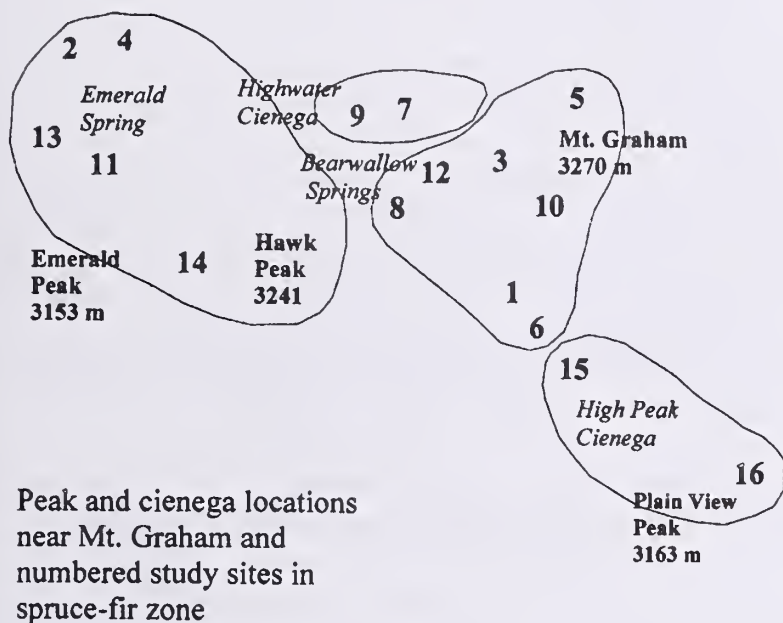 2
4
Emerald
Spring
13
11
Emerald
Peak
3153 m
14
Hawk
Peak
3241
Highwater
Cienega
9
7
Bearwallow
Springs
12
8
3
5
Mt. Graham
3270 m
10
1
6
15
High Peak
Cienega
16
Plain View
Peak
3163 m
Peak and cienega locations
near Mt. Graham and
numbered study sites in
spruce-fir zone